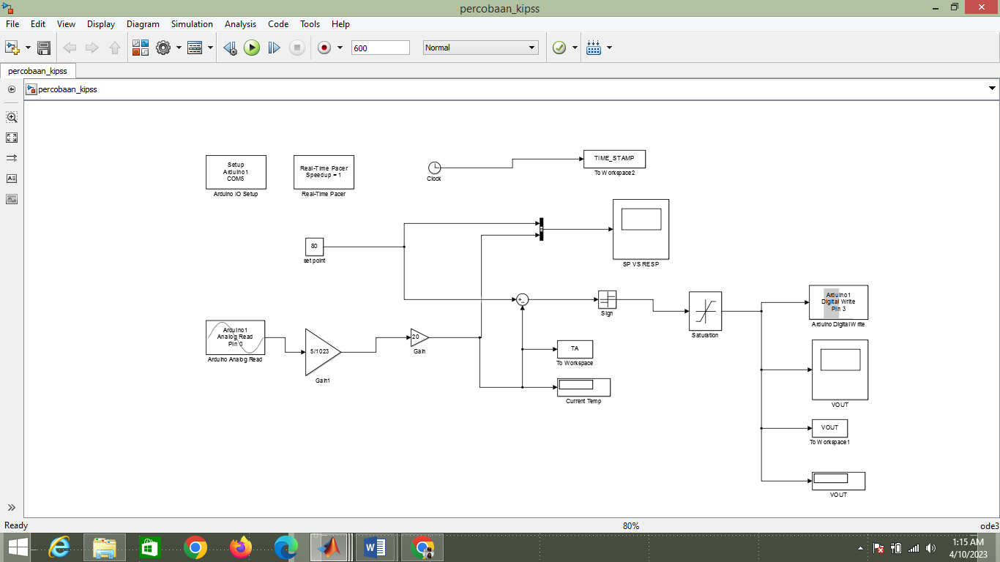 percobaan_kipss
File Edit View Display Diagram Simulation Analysis Code Tools Help
600
Normal
percobaan_kipss
percobaan_kipss
Setup
Arduino1
COM5
Arduino IO Setup
Real-Time Pacer
Speedup = 1
Real-Time Pacer
Clock
TIME_STAMP
To Workspace2
80
set point
SP VS RESP
+-
Sign
Saturation
Arduino1
Digital Write
Pin 3
Arduino Digital Write
Arduino1
Analog Read
Pin 0
Arduino Analog Read
5/1023
Gain1
20
Gain
TA
To Workspace
Current Temp
VOUT
VOUT
To Workspace1
VOUT
Ready
80%
ode3
1:15 AM
4/10/2023